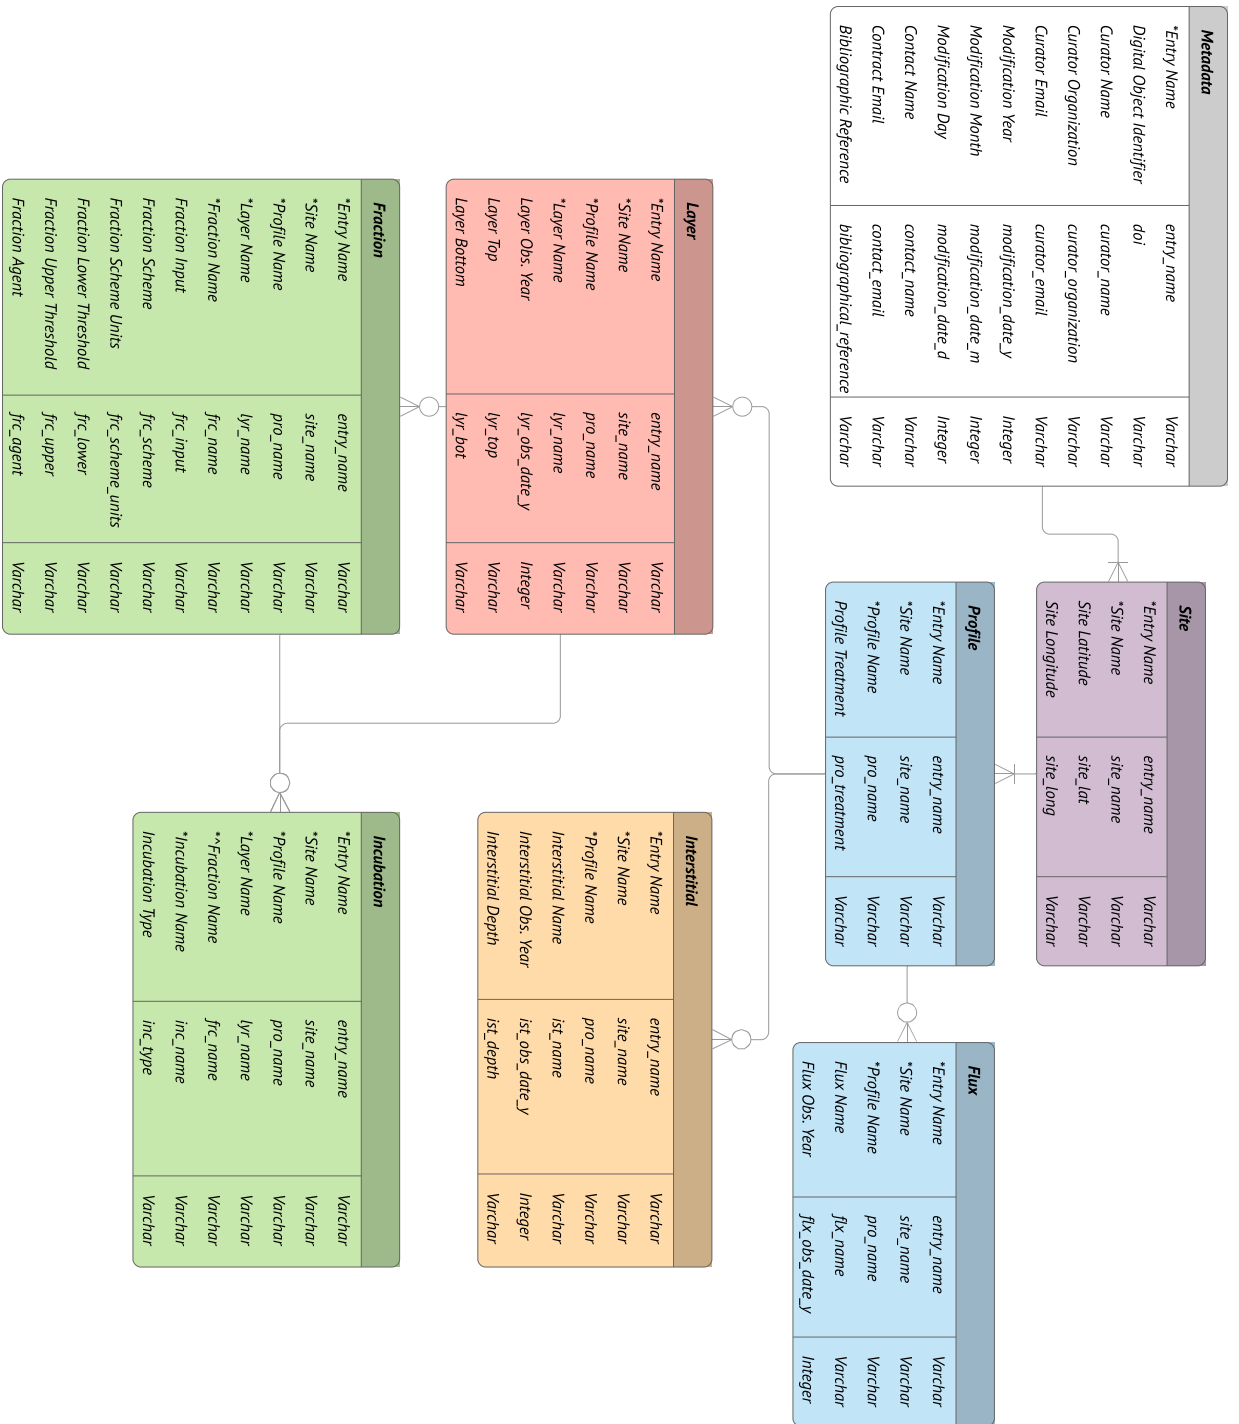 Metadata
*Entry Name entry_name Varchar
Digital Object Identifier doi Varchar
Curator Name curator_name Varchar
Curator Organization curator_organization Varchar
Curator Email curator_email Varchar
Modification Year modification_date_y Integer
Modification Month modification_date_m Integer
Modification Day modification_date_d Integer
Contact Name contact_name Varchar
Contract Email contact_email Varchar
Bibliographic Reference bibliographical_reference Varchar
Site
*Entry Name entry_name Varchar
*Site Name site_name Varchar
Site Latitude site_lat Varchar
Site Longitude site_long Varchar
Profile
*Entry Name entry_name Varchar
*Site Name site_name Varchar
*Profile Name pro_name Varchar
Profile Treatment pro_treatment Varchar
Flux
*Entry Name entry_name Varchar
*Site Name site_name Varchar
*Profile Name pro_name Varchar
Flux Name flx_name Varchar
Flux Obs. Year flx_obs_date_y Integer
Layer
*Entry Name entry_name Varchar
*Site Name site_name Varchar
*Profile Name pro_name Varchar
*Layer Name lyr_name Varchar
Layer Obs. Year lyr_obs_date_y Integer
Layer Top lyr_top Varchar
Layer Bottom lyr_bot Varchar
Interstitial
*Entry Name entry_name Varchar
*Site Name site_name Varchar
*Profile Name pro_name Varchar
Interstitial Name ist_name Varchar
Interstitial Obs. Year ist_obs_date_y Integer
Interstitial Depth ist_depth Varchar
Fraction
*Entry Name entry_name Varchar
*Site Name site_name Varchar
*Profile Name pro_name Varchar
*Layer Name lyr_name Varchar
*Fraction Name frc_name Varchar
Fraction Input frc_input Varchar
Fraction Scheme frc_scheme Varchar
Fraction Scheme Units frc_scheme_units Varchar
Fraction Lower Threshold frc_lower Varchar
Fraction Upper Threshold frc_upper Varchar
Fraction Agent frc_agent Varchar
Incubation
*Entry Name entry_name Varchar
*Site Name site_name Varchar
*Profile Name pro_name Varchar
*Layer Name lyr_name Varchar
*^Fraction Name frc_name Varchar
*Incubation Name inc_name Varchar
Incubation Type inc_type Varchar